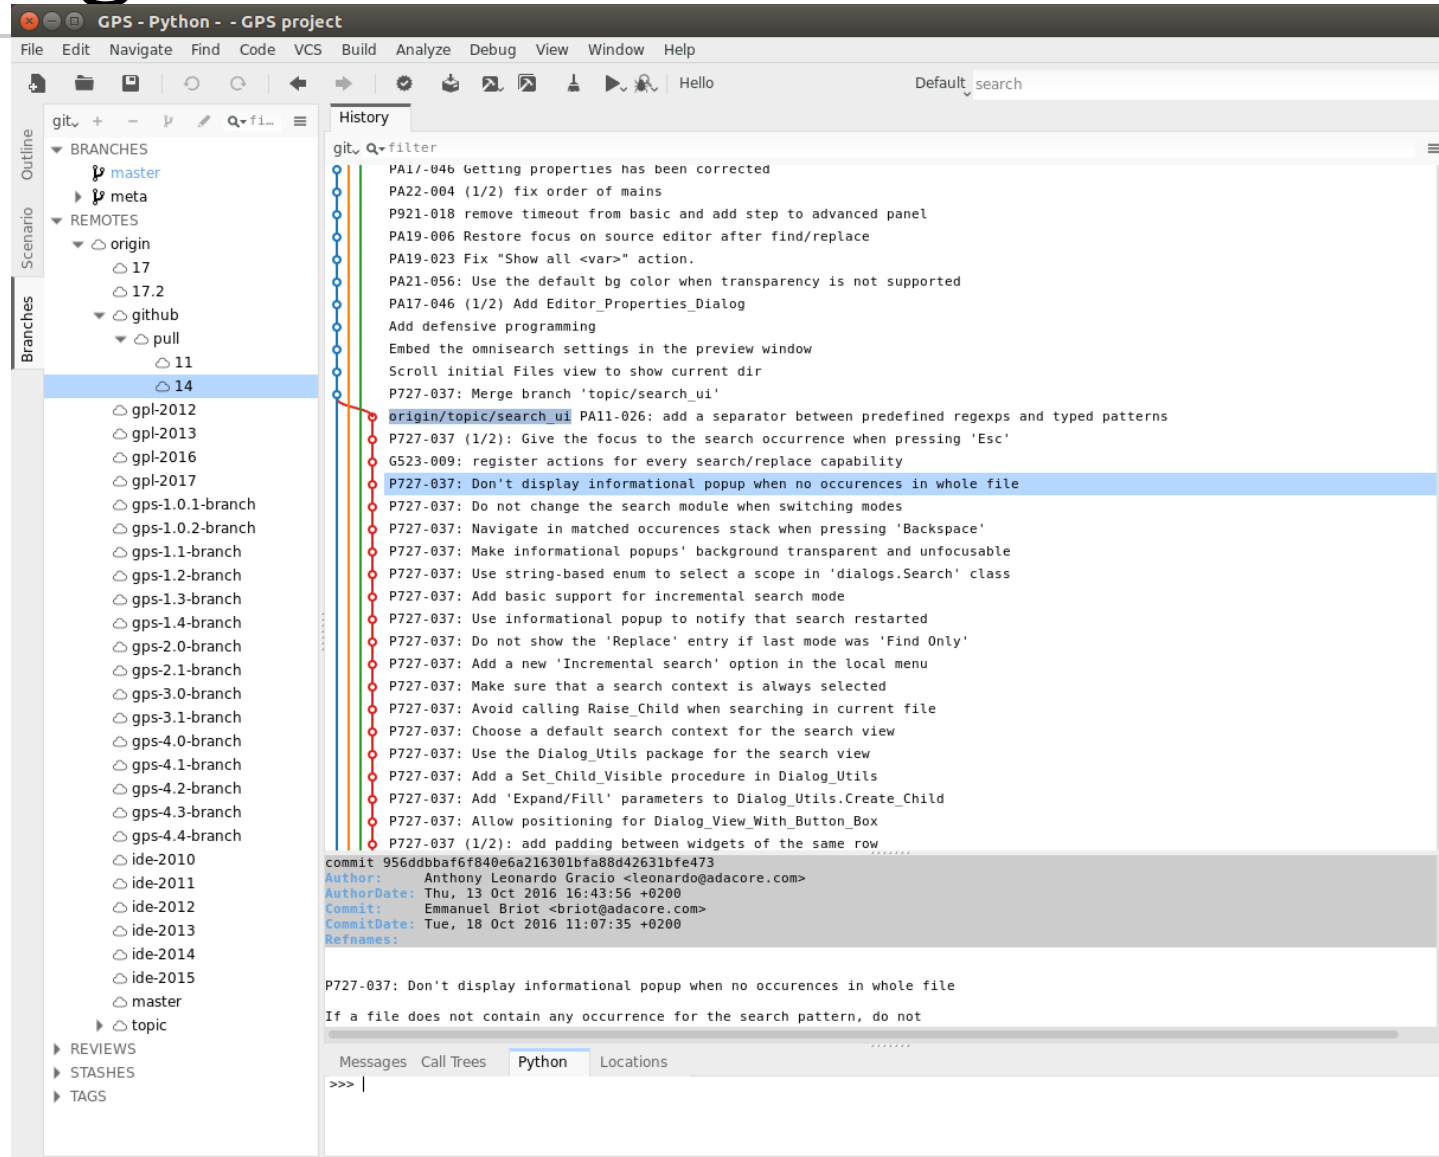 GPS - Python - - GPS project
File Edit Navigate Find Code VCS Build Analyze Debug View Window Help
Hello Default search
Outline
Scenario
Branches
git fi...
BRANCHES
master
meta
REMOTES
origin
17
17.2
github
pull
11
14
gpl-2012
gpl-2013
gpl-2016
gpl-2017
gps-1.0.1-branch
gps-1.0.2-branch
gps-1.1-branch
gps-1.2-branch
gps-1.3-branch
gps-1.4-branch
gps-2.0-branch
gps-2.1-branch
gps-3.0-branch
gps-3.1-branch
gps-4.0-branch
gps-4.1-branch
gps-4.2-branch
gps-4.3-branch
gps-4.4-branch
ide-2010
ide-2011
ide-2012
ide-2013
ide-2014
ide-2015
master
topic
REVIEWS
STASHES
TAGS
History
git filter
PA17-046 Getting properties has been corrected
PA22-004 (1/2) fix order of mains
P921-018 remove timeout from basic and add step to advanced panel
PA19-006 Restore focus on source editor after find/replace
PA19-023 Fix "Show all <var>" action.
PA21-056: Use the default bg color when transparency is not supported
PA17-046 (1/2) Add Editor_Properties_Dialog
Add defensive programming
Embed the omnisearch settings in the preview window
Scroll initial Files view to show current dir
P727-037: Merge branch 'topic/search_ui'
origin/topic/search_ui PA11-026: add a separator between predefined regexps and typed patterns
P727-037 (1/2): Give the focus to the search occurrence when pressing 'Esc'
G523-009: register actions for every search/replace capability
P727-037: Don't display informational popup when no occurences in whole file
P727-037: Do not change the search module when switching modes
P727-037: Navigate in matched occurences stack when pressing 'Backspace'
P727-037: Make informational popups' background transparent and unfocusable
P727-037: Use string-based enum to select a scope in 'dialogs.Search' class
P727-037: Add basic support for incremental search mode
P727-037: Use informational popup to notify that search restarted
P727-037: Do not show the 'Replace' entry if last mode was 'Find Only'
P727-037: Add a new 'Incremental search' option in the local menu
P727-037: Make sure that a search context is always selected
P727-037: Avoid calling Raise_Child when searching in current file
P727-037: Choose a default search context for the search view
P727-037: Use the Dialog_Utils package for the search view
P727-037: Add a Set_Child_Visible procedure in Dialog_Utils
P727-037: Add 'Expand/Fill' parameters to Dialog_Utils.Create_Child
P727-037: Allow positioning for Dialog_View_With_Button_Box
P727-037 (1/2): add padding between widgets of the same row
commit 956ddbbaf6f840e6a216301bfa88d42631bfe473
Author: Anthony Leonardo Gracio <leonardo@adacore.com>
AuthorDate: Thu, 13 Oct 2016 16:43:56 +0200
Commit: Emmanuel Briot <briot@adacore.com>
CommitDate: Tue, 18 Oct 2016 11:07:35 +0200
Refnames:
P727-037: Don't display informational popup when no occurences in whole file
If a file does not contain any occurrence for the search pattern, do not
Messages Call Trees Python Locations
>>>